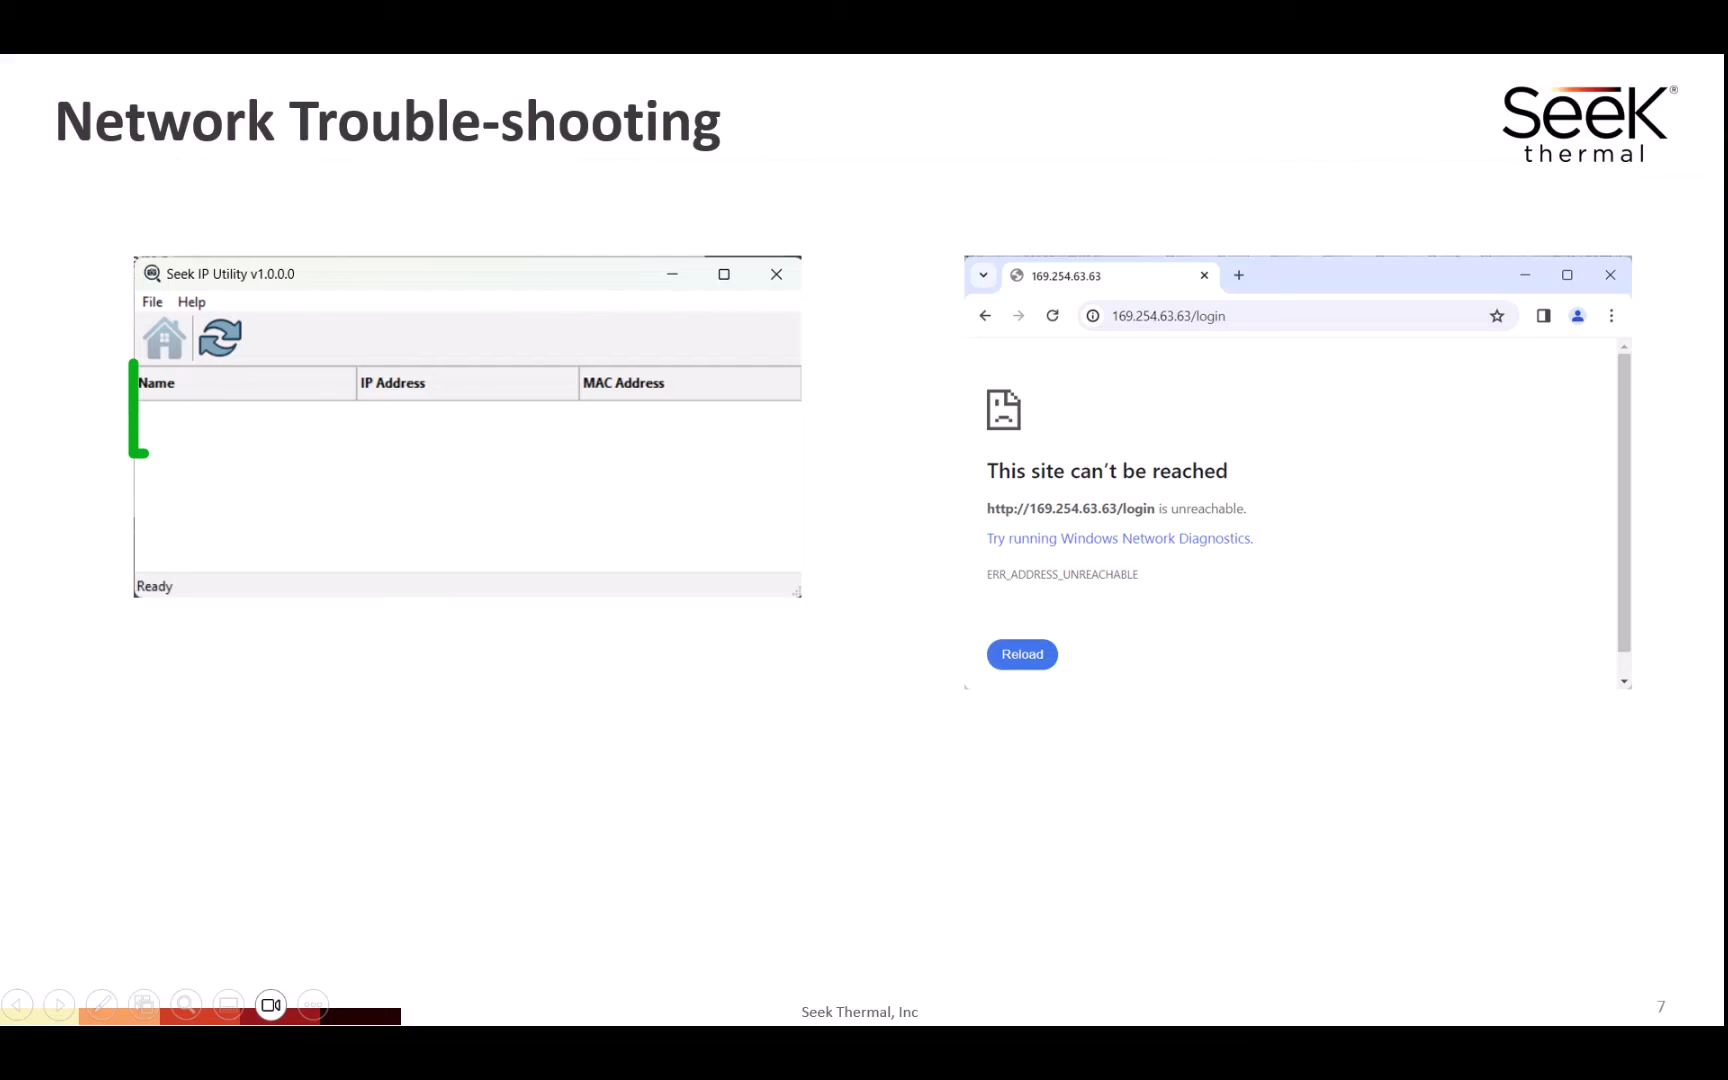 Network Trouble-shooting
SeeK®
thermal
Seek IP Utility v1.0.0.0
File Help
Name IP Address MAC Address
Ready
169.254.63.63
169.254.63.63/login
This site can't be reached
http://169.254.63.63/login is unreachable.
Try running Windows Network Diagnostics.
ERR_ADDRESS_UNREACHABLE
Reload
Seek Thermal, Inc
7